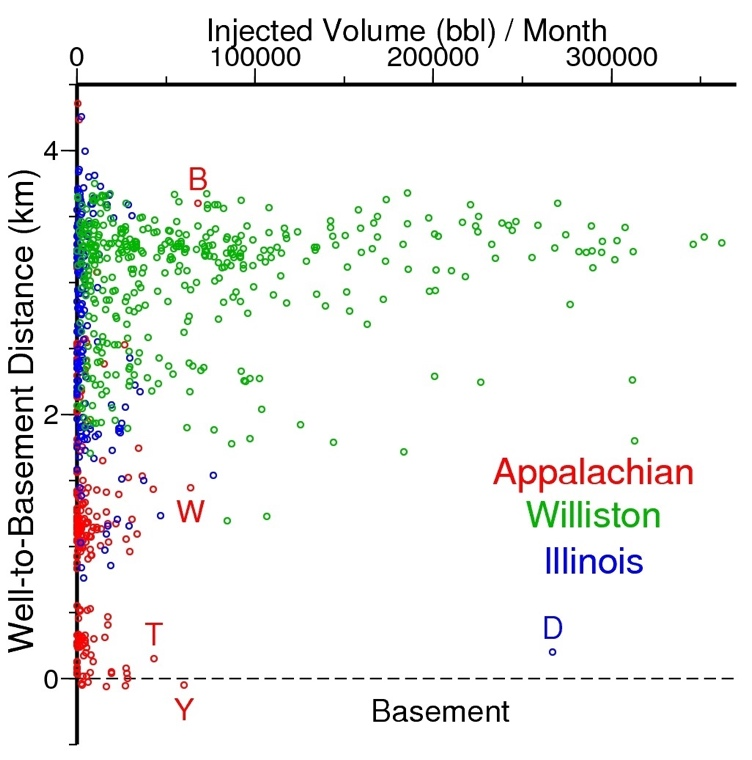 Injected Volume (bbl) / Month
0 100000 200000 300000
Well-to-Basement Distance (km)
4
B
2
W
Appalachian
Williston
Illinois
T
D
0
Y
Basement